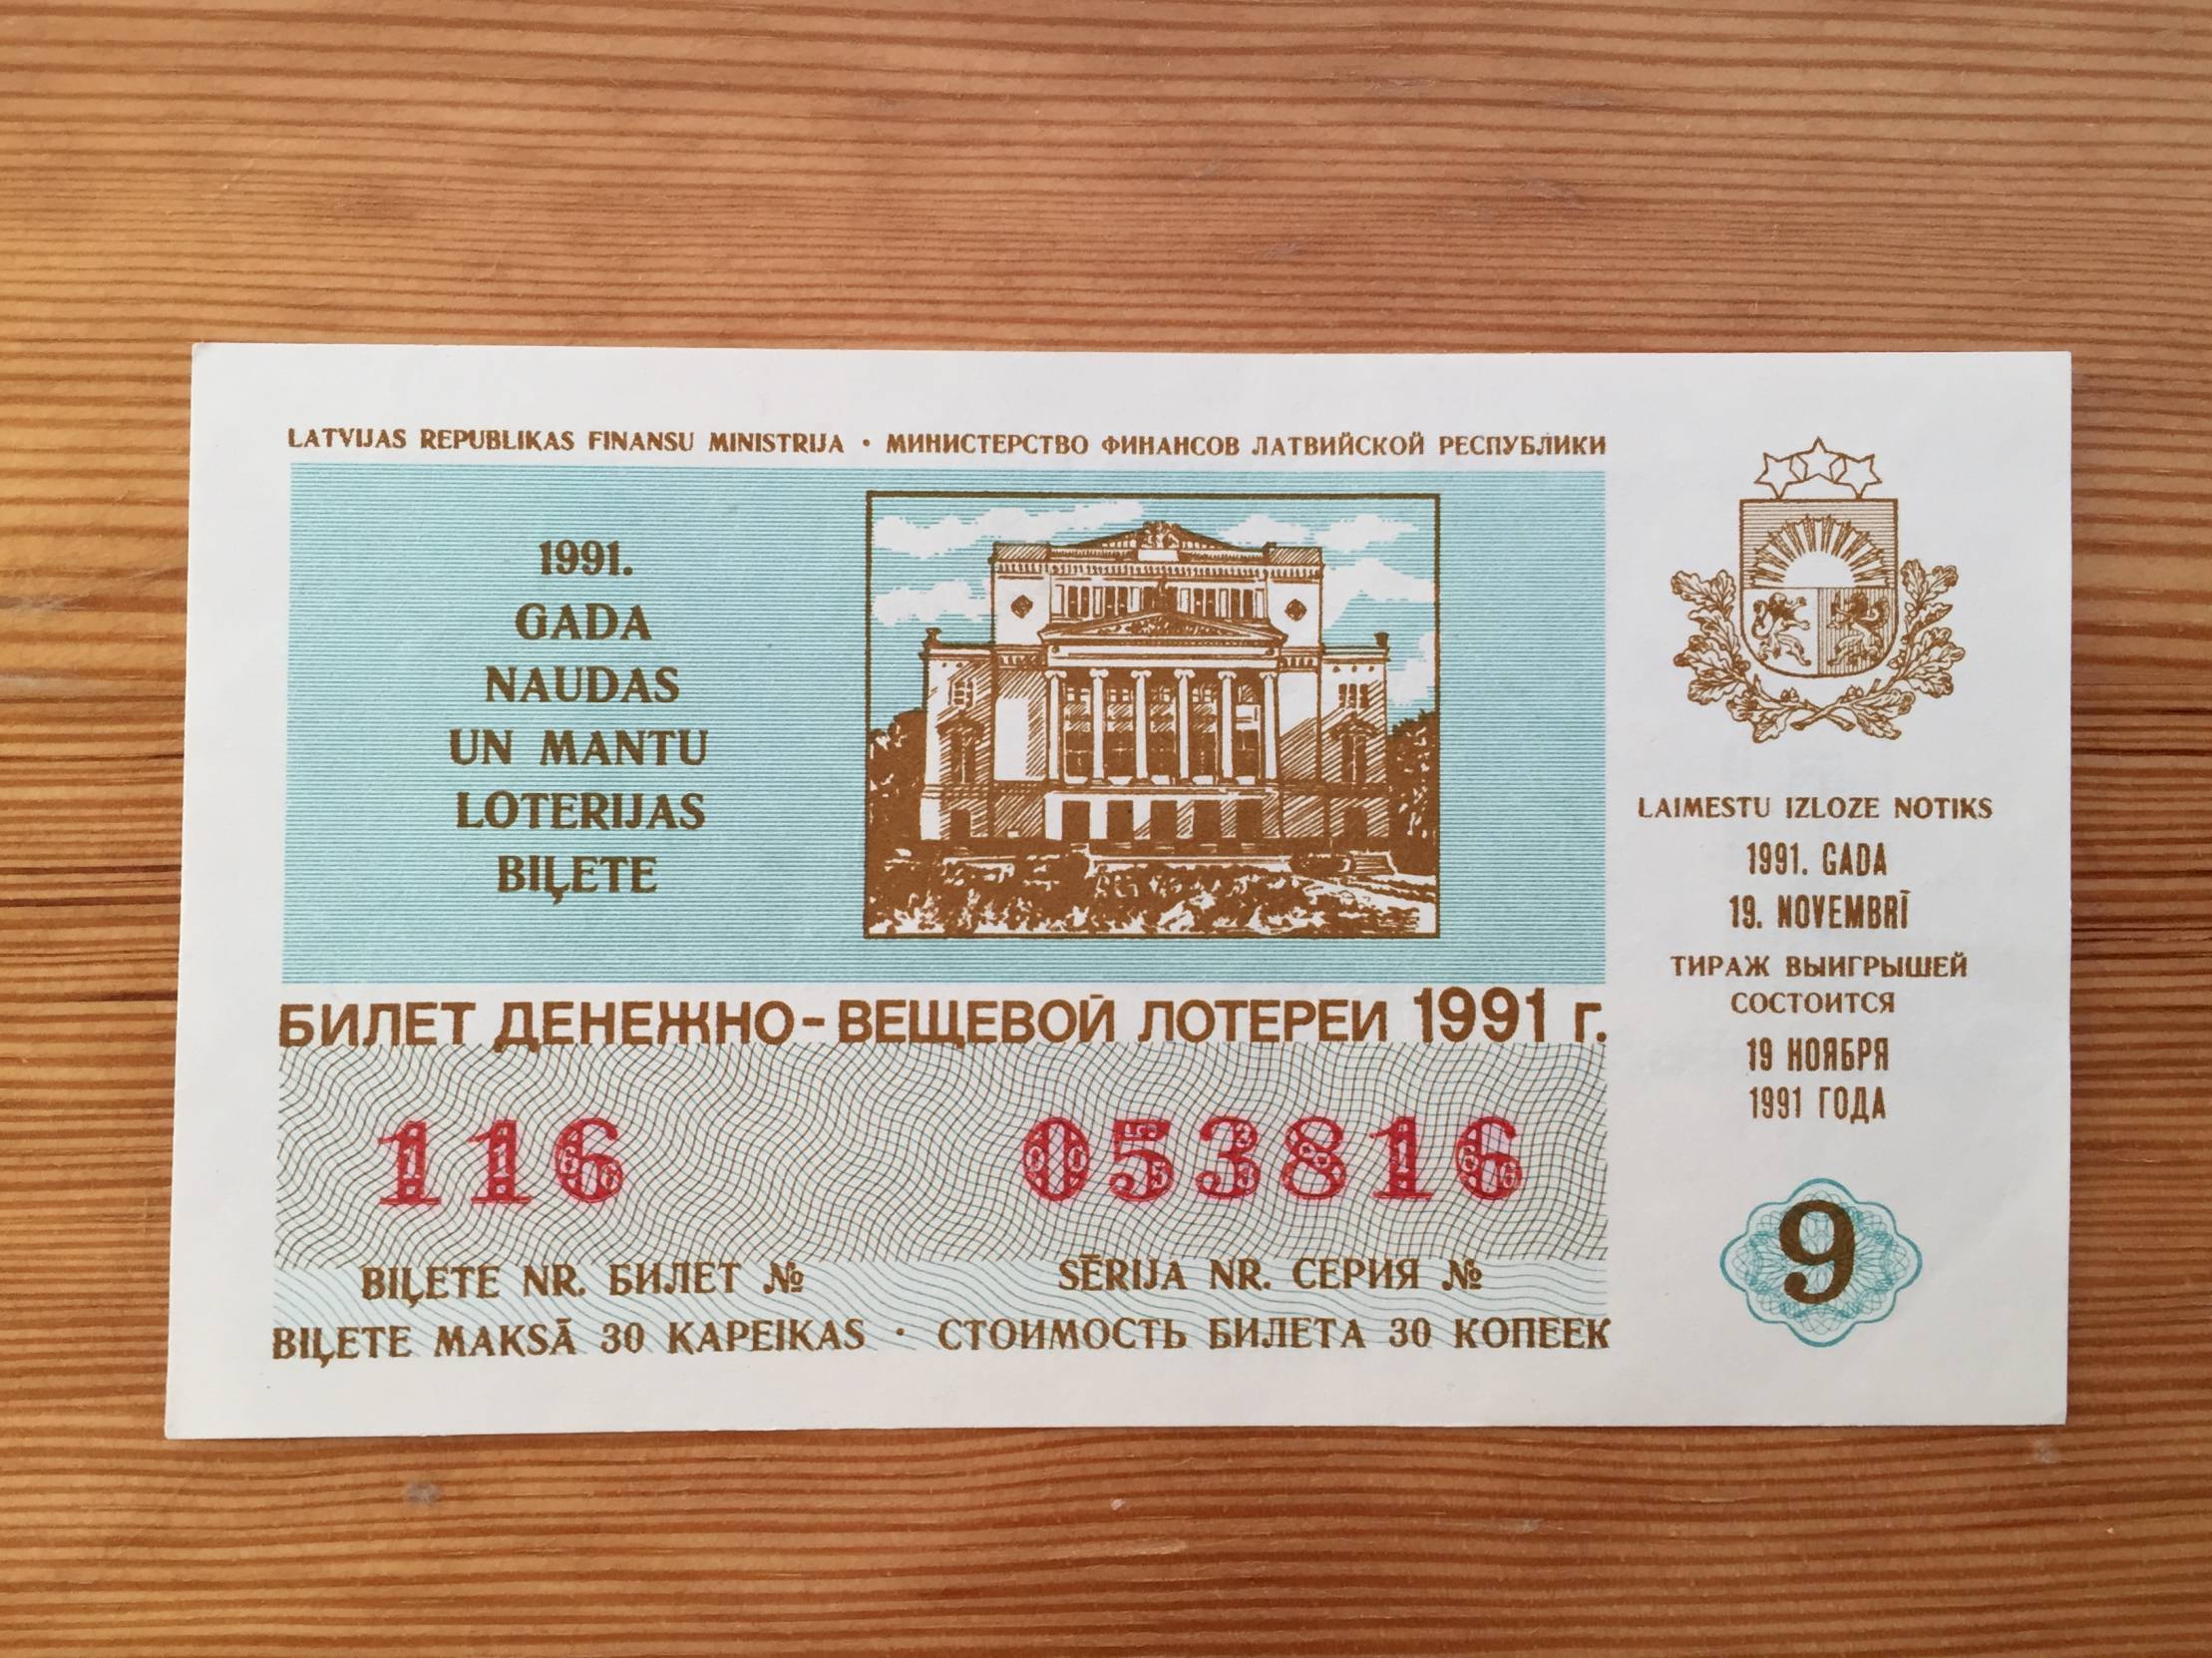 LATVIJAS REPUBLIKAS FINANSU MINISTRIJA • МИНИСТЕРСТВО ФИНАНСОВ ЛАТВИЙСКОЙ РЕСПУБЛИКИ
1991.
GADA
NAUDAS
UN MANTU
LOTERIJAS
BIĻETE
БИЛЕТ ДЕНЕЖНО-ВЕЩЕВОЙ ЛОТЕРЕИ 1991 г.
116 053816
BIĻETE NR. БИЛЕТ № SĒRIJA NR. СЕРИЯ №
BIĻETE MAKSĀ 30 KAPEIKAS • СТОИМОСТЬ БИЛЕТА 30 КОПЕЕК
LAIMESTU IZLOZE NOTIKS
1991. GADA
19. NOVEMBRĪ
ТИРАЖ ВЫИГРЫШЕЙ
СОСТОИТСЯ
19 НОЯБРЯ
1991 ГОДА
9